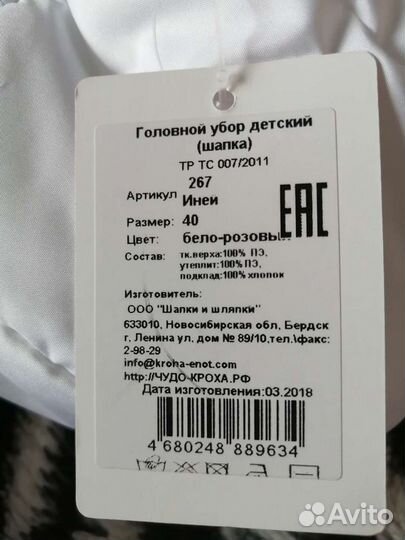 Головной убор детский
(шапка)
ТР ТС 007/2011
267
Артикул Иней
Размер: 40
Цвет: бело-розовый
Состав: тк.верха:100% ПЭ,
утеплит:100%ПЭ,
подклад:100% хлопок
EAC
Изготовитель:
ООО "Шапки и шляпки"
633010, Новосибирская обл, Бердск
г, Ленина ул, дом № 89/10,тел.\факс:
2-98-29
info@kroha-enot.com
http://ЧУДО-КРОХА.РФ
Дата изготовления:03.2018
4 680248 889634
Avito